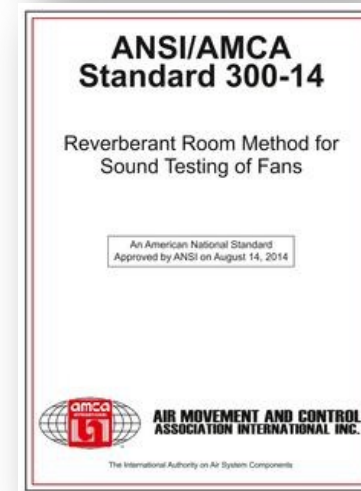 ANSI/AMCA
Standard 300-14
Reverberant Room Method for
Sound Testing of Fans
An American National Standard
Approved by ANSI on August 14, 2014
amca
INTERNATIONAL
AIR MOVEMENT AND CONTROL
ASSOCIATION INTERNATIONAL INC.
The International Authority on Air System Components